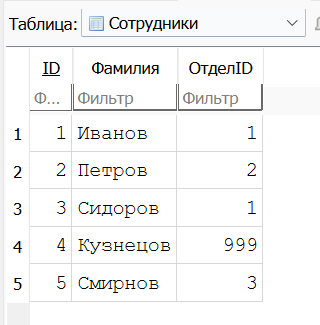 Таблица: Сотрудники
ID Фамилия ОтделID
Ф... Фильтр Фильтр
1 1 Иванов 1
2 2 Петров 2
3 3 Сидоров 1
4 4 Кузнецов 999
5 5 Смирнов 3